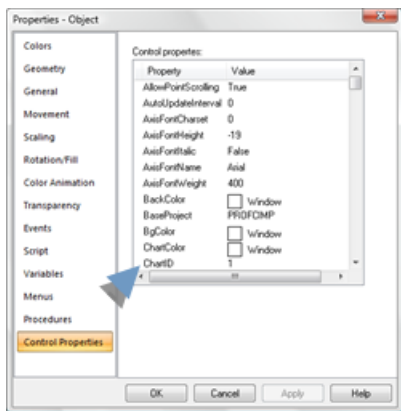 Properties - Object
Colors
Geometry
General
Movement
Scaling
Rotation/Fill
Color Animation
Transparency
Events
Script
Variables
Menus
Procedures
Control Properties
Control properties:
Property Value
AllowPointScrolling True
AutoUpdateInterval 0
AxisFontCharset 0
AxisFontHeight -19
AxisFontItalic False
AxisFontName Arial
AxisFontWeight 400
BackColor Window
BaseProject PROFCIMP
BgColor Window
ChartColor Window
ChartID 1
OK Cancel Apply Help